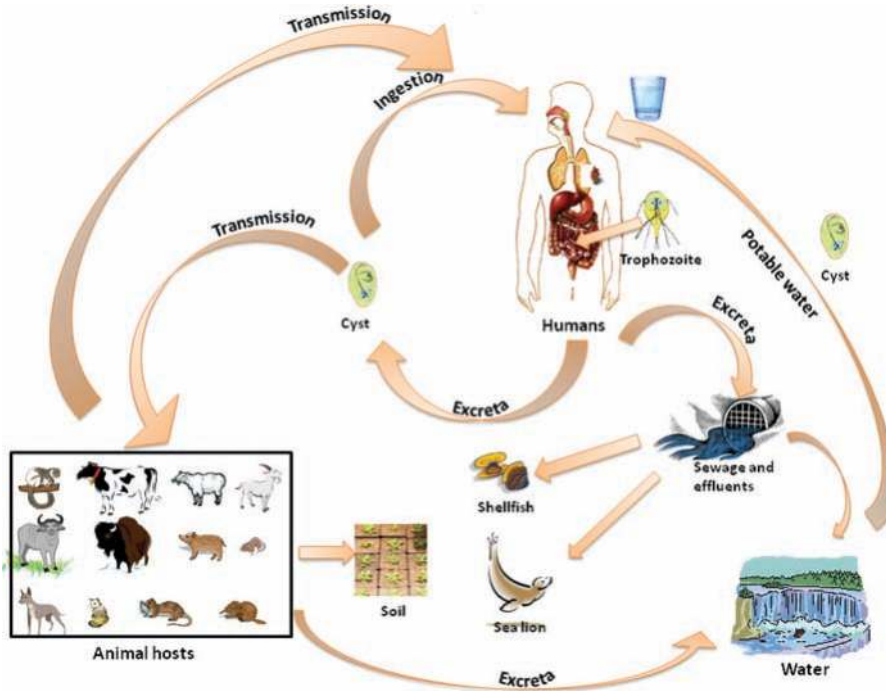 Transmission
Ingestion
Transmission
Trophozoite
Potable water
Cyst
Cyst
Humans
Excreta
Excreta
Sewage and
effluents
Shellfish
Soil
Sea lion
Animal hosts
Water
Excreta